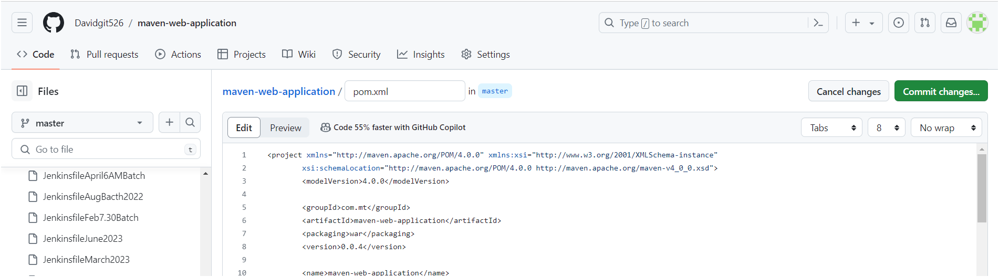 Davidgit526 / maven-web-application
Type / to search
Code Pull requests Actions Projects Wiki Security Insights Settings
Files
maven-web-application / pom.xml in master
Cancel changes Commit changes...
master
Edit Preview Code 55% faster with GitHub Copilot
Tabs 8 No wrap
Go to file t
JenkinsfileApril6AMBatch
JenkinsfileAugBacth2022
JenkinsfileFeb7.30Batch
JenkinsfileJune2023
JenkinsfileMarch2023
1 <project xmlns="http://maven.apache.org/POM/4.0.0" xmlns:xsi="http://www.w3.org/2001/XMLSchema-instance"
2 xsi:schemaLocation="http://maven.apache.org/POM/4.0.0 http://maven.apache.org/maven-v4_0_0.xsd">
3 <modelVersion>4.0.0</modelVersion>
4
5 <groupId>com.mt</groupId>
6 <artifactId>maven-web-application</artifactId>
7 <packaging>war</packaging>
8 <version>0.0.4</version>
9
10 <name>maven-web-application</name>